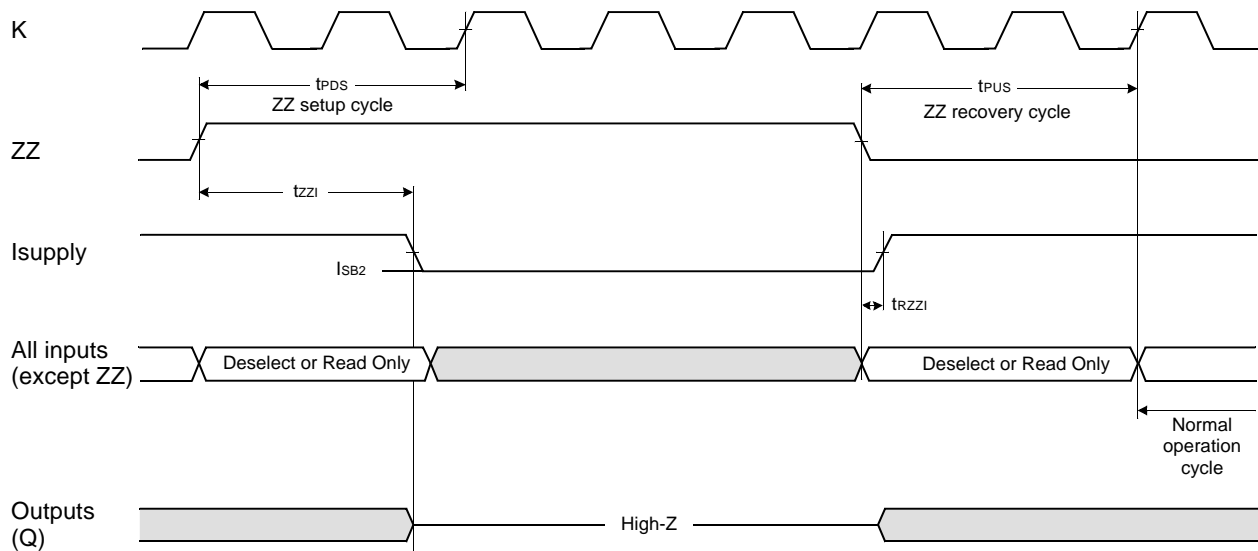 K
tPDS
ZZ setup cycle
tPUS
ZZ recovery cycle
ZZ
tZZI
Isupply
ISB2
tRZZI
All inputs
(except ZZ)
Deselect or Read Only
Deselect or Read Only
Normal
operation
cycle
Outputs
(Q)
High-Z